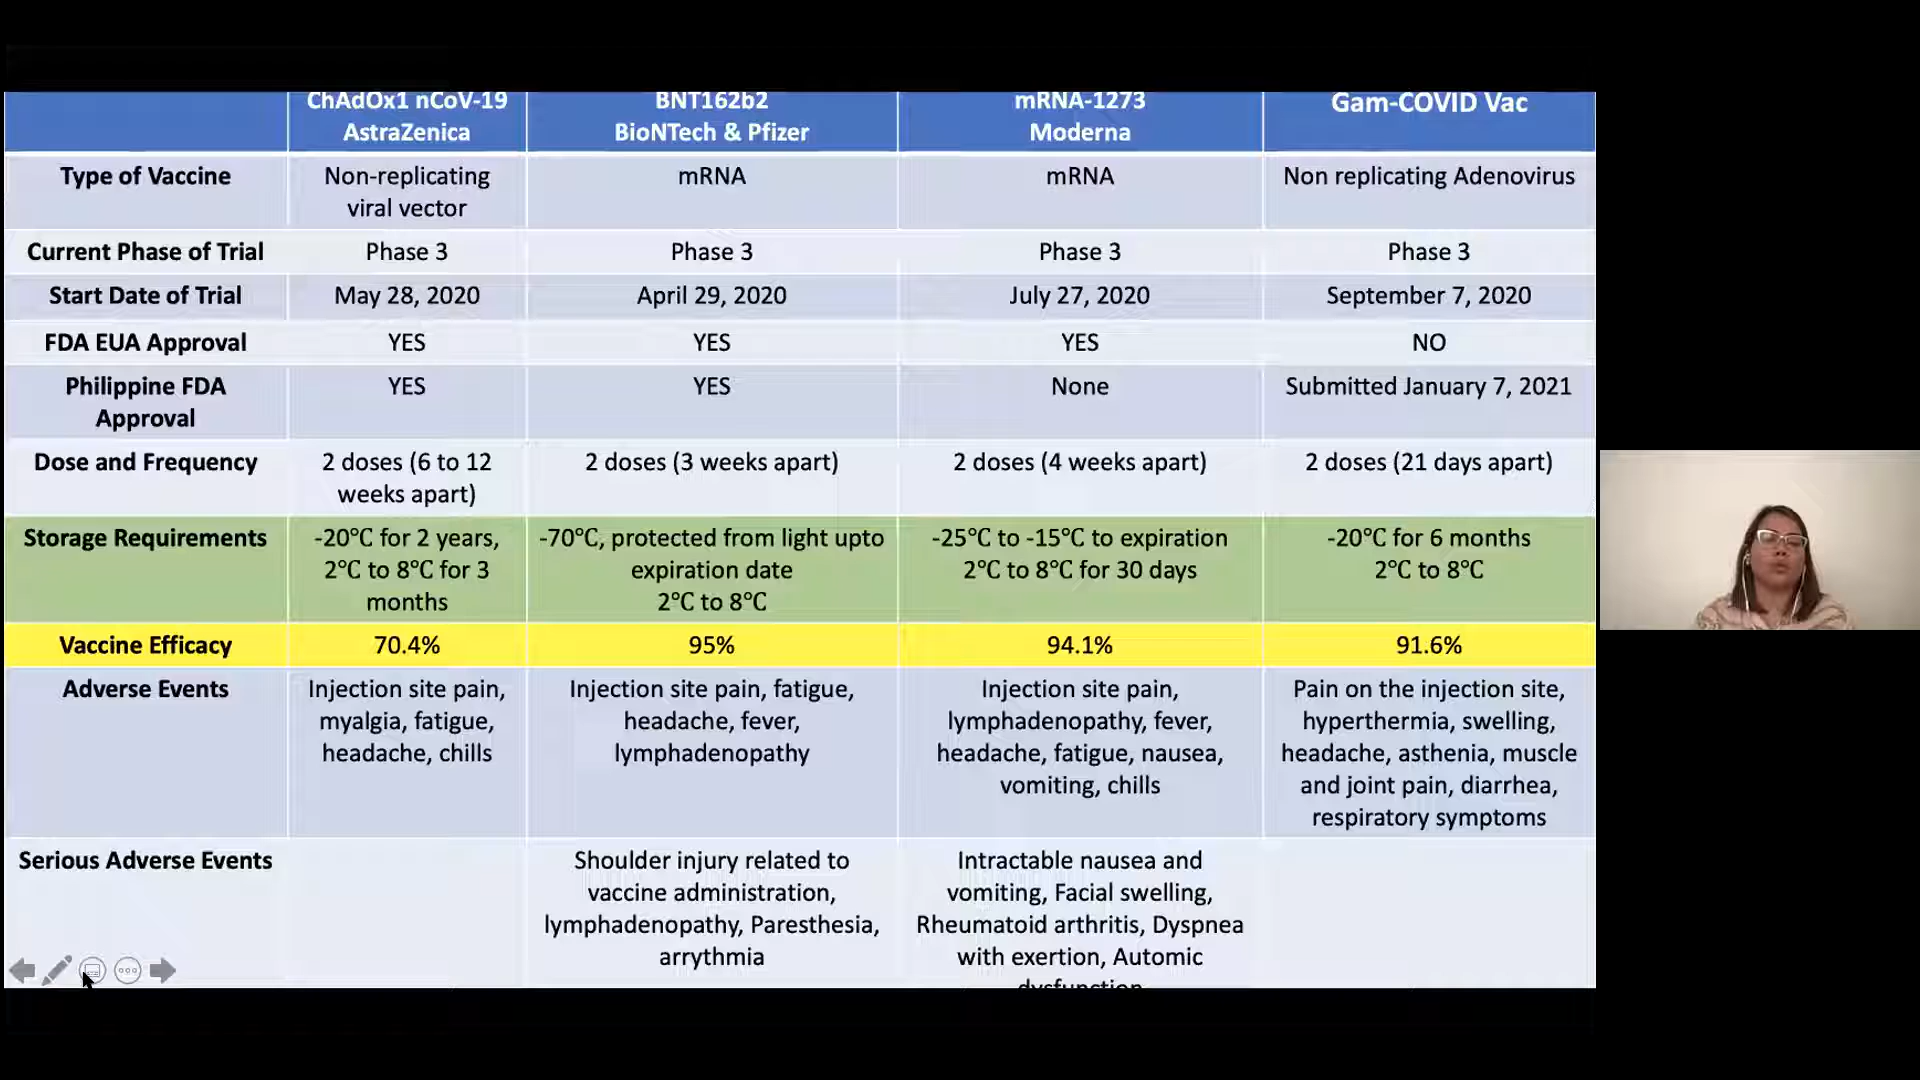 ChAdOx1 nCoV-19
AstraZenica
BNT162b2
BioNTech & Pfizer
mRNA-1273
Moderna
Gam-COVID Vac
Type of Vaccine
Non-replicating
viral vector
mRNA
mRNA
Non replicating Adenovirus
Current Phase of Trial
Phase 3
Phase 3
Phase 3
Phase 3
Start Date of Trial
May 28, 2020
April 29, 2020
July 27, 2020
September 7, 2020
FDA EUA Approval
YES
YES
YES
NO
Philippine FDA
Approval
YES
YES
None
Submitted January 7, 2021
Dose and Frequency
2 doses (6 to 12
weeks apart)
2 doses (3 weeks apart)
2 doses (4 weeks apart)
2 doses (21 days apart)
Storage Requirements
-20℃ for 2 years,
2℃ to 8℃ for 3
months
-70℃, protected from light upto
expiration date
2℃ to 8℃
-25℃ to -15℃ to expiration
2℃ to 8℃ for 30 days
-20℃ for 6 months
2℃ to 8℃
Vaccine Efficacy
70.4%
95%
94.1%
91.6%
Adverse Events
Injection site pain,
myalgia, fatigue,
headache, chills
Injection site pain, fatigue,
headache, fever,
lymphadenopathy
Injection site pain,
lymphadenopathy, fever,
headache, fatigue, nausea,
vomiting, chills
Pain on the injection site,
hyperthermia, swelling,
headache, asthenia, muscle
and joint pain, diarrhea,
respiratory symptoms
Serious Adverse Events
Shoulder injury related to
vaccine administration,
lymphadenopathy, Paresthesia,
arrythmia
Intractable nausea and
vomiting, Facial swelling,
Rheumatoid arthritis, Dyspnea
with exertion, Automic
dysfunction